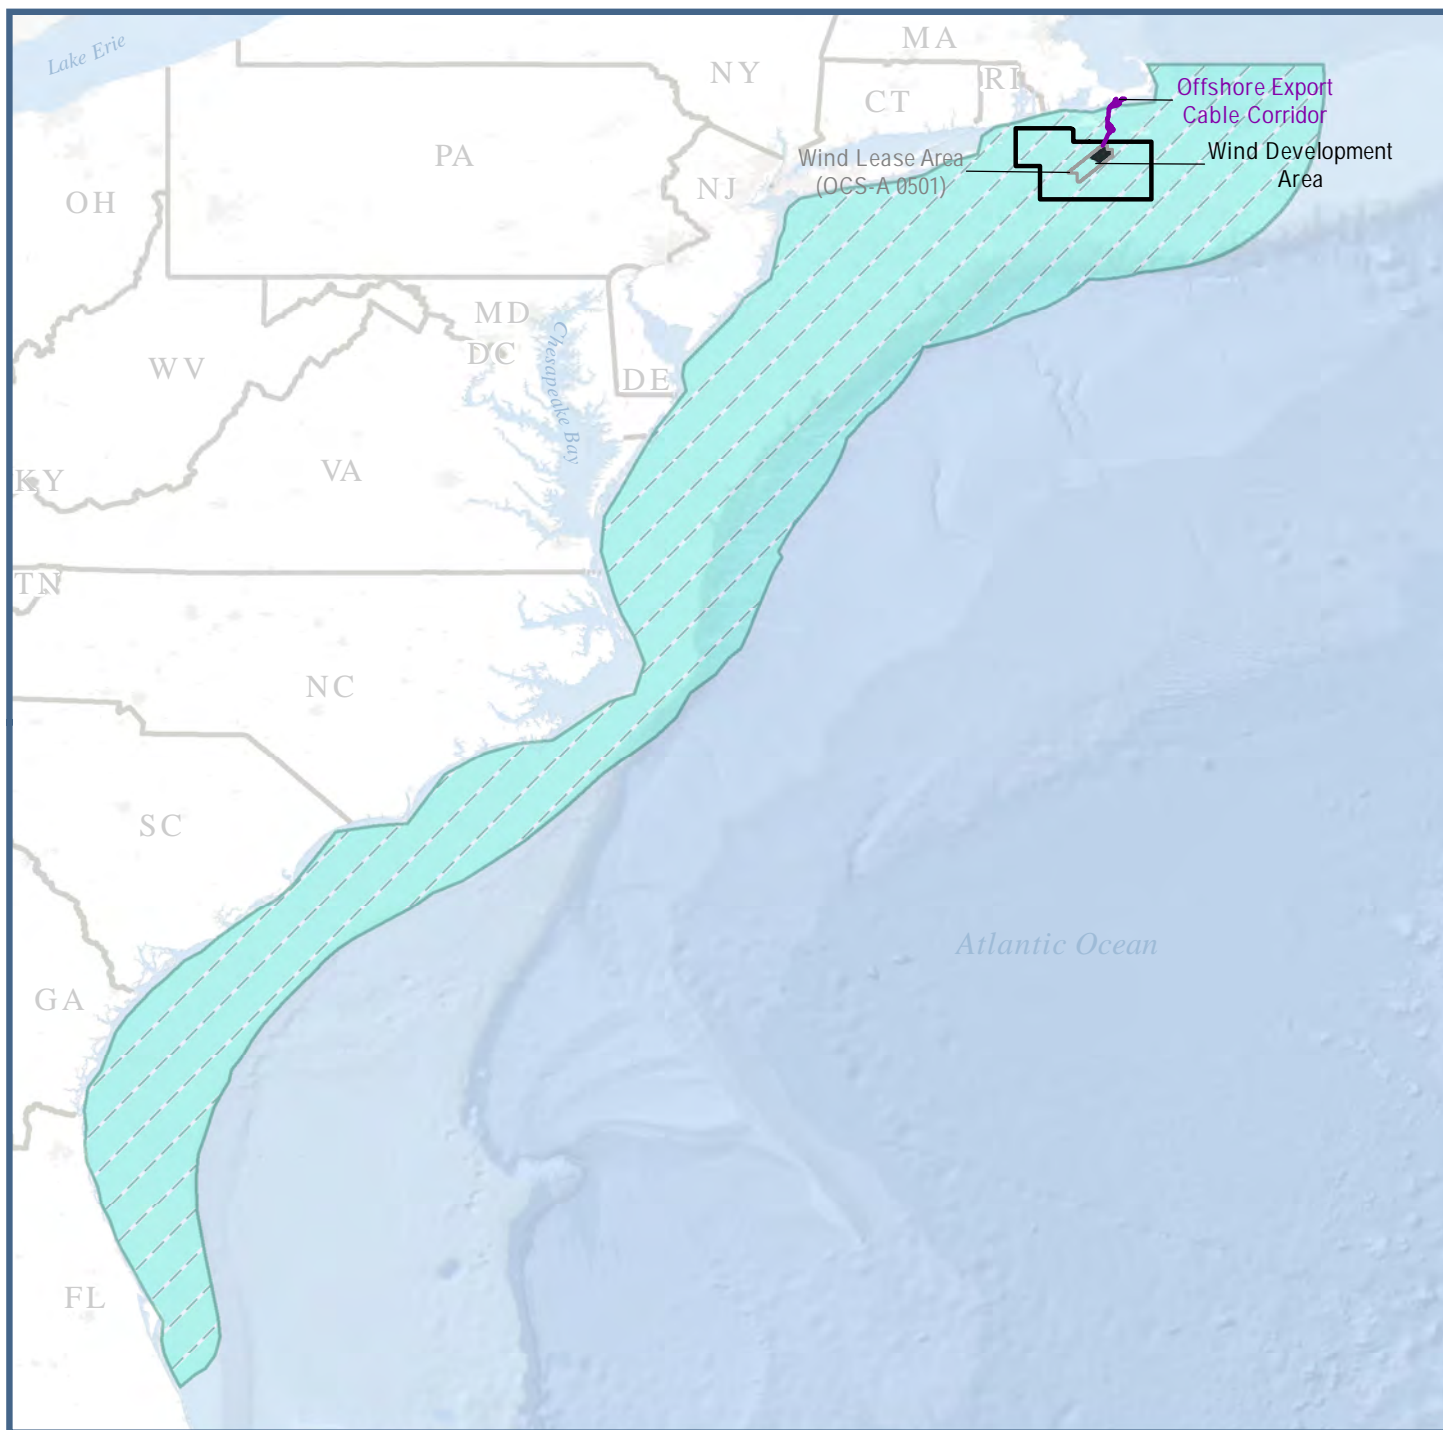 Lake Erie
MA
NY
RI
CT
Offshore Export
Cable Corridor
PA
Wind Lease Area
(OCS-A 0501)
Wind Development
Area
NJ
OH
MD
DC
Chesapeake Bay
WV
DE
KY
VA
TN
NC
SC
Atlantic Ocean
GA
FL